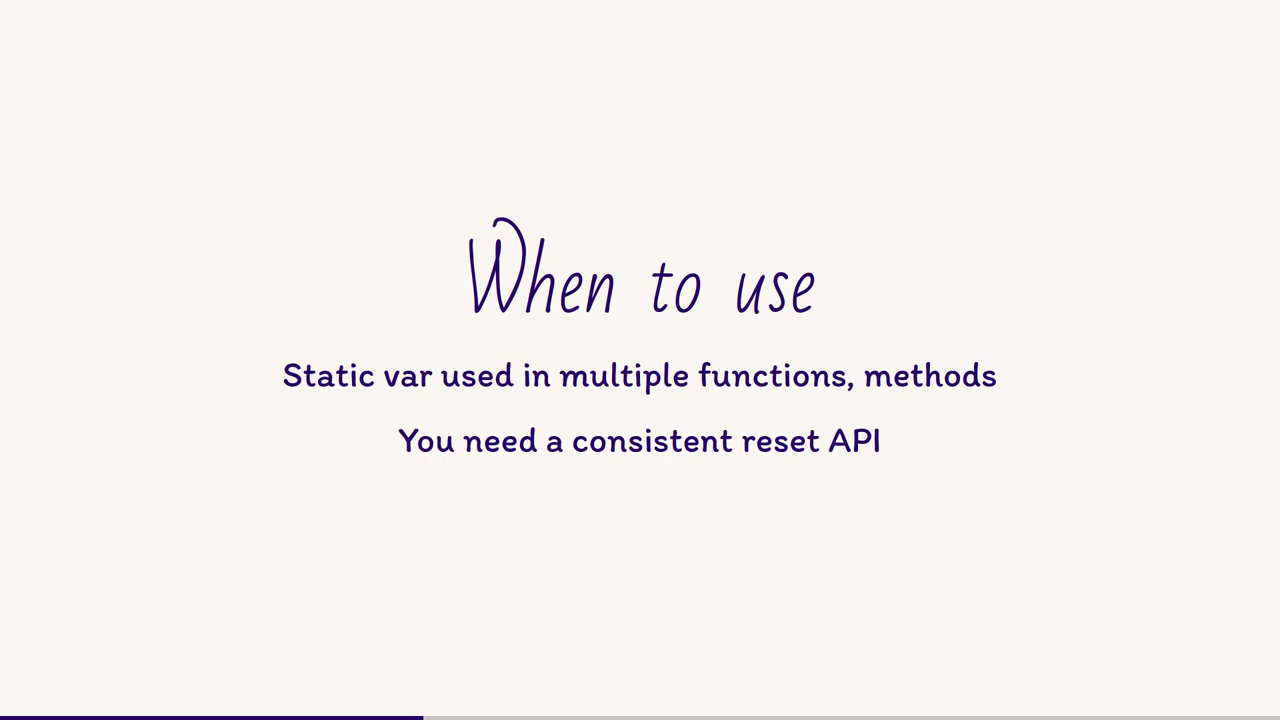 When to use
Static var used in multiple functions, methods
You need a consistent reset API